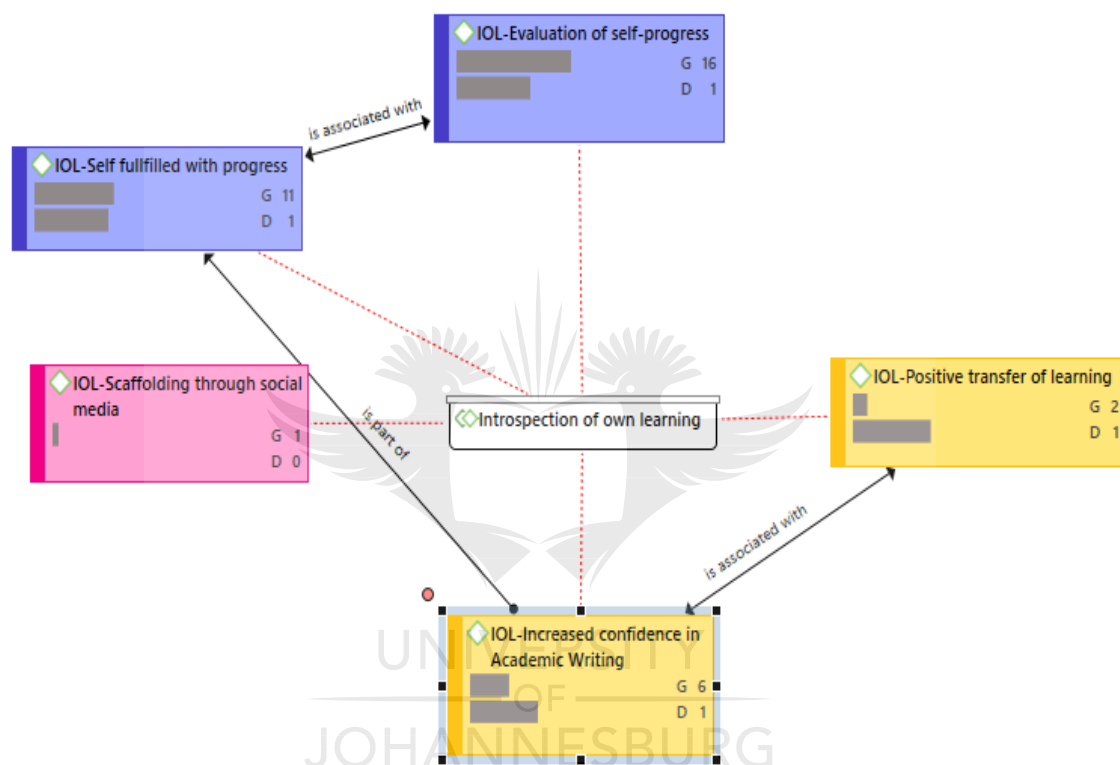 IOL-Evaluation of self-progress
G 16
D 1
is associated with
IOL-Self fullfilled with progress
G 11
D 1
IOL-Scaffolding through social
media
G 1
D 0
is part of
Introspection of own learning
IOL-Positive transfer of learning
G 2
D 1
is associated with
IOL-Increased confidence in
Academic Writing
G 6
D 1
UNIVERSITY
OF
JOHANNESBURG